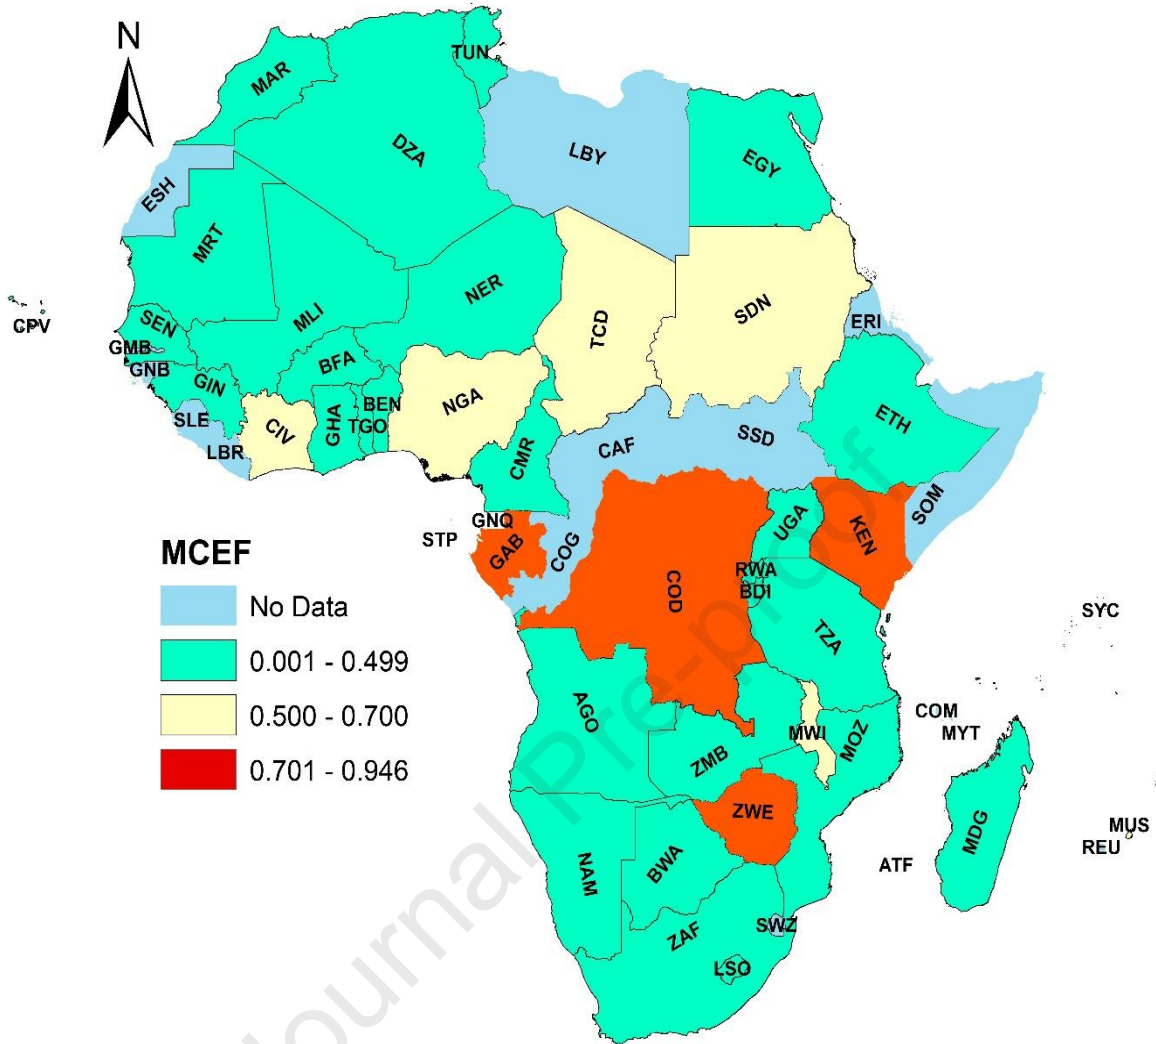 N
TUN
MAR
DZA
LBY
EGY
ESH
MRT
MLI
NER
TCD
SDN
ERI
CPV
SEN
GMB
GNB
GIN
BFA
SLE
LBR
CIV
GHA
TGO
BEN
NGA
CMR
CAF
SSD
ETH
SOM
GNQ
STP
GAB
COG
COD
UGA
KEN
RWA
BDI
TZA
SYC
MCEF
No Data
0.001 - 0.499
0.500 - 0.700
0.701 - 0.946
AGO
ZMB
MWI
MOZ
COM
MYT
ZWE
MDG
MUS
REU
ATF
NAM
BWA
ZAF
SWZ
LSO
Journal Pre-proof